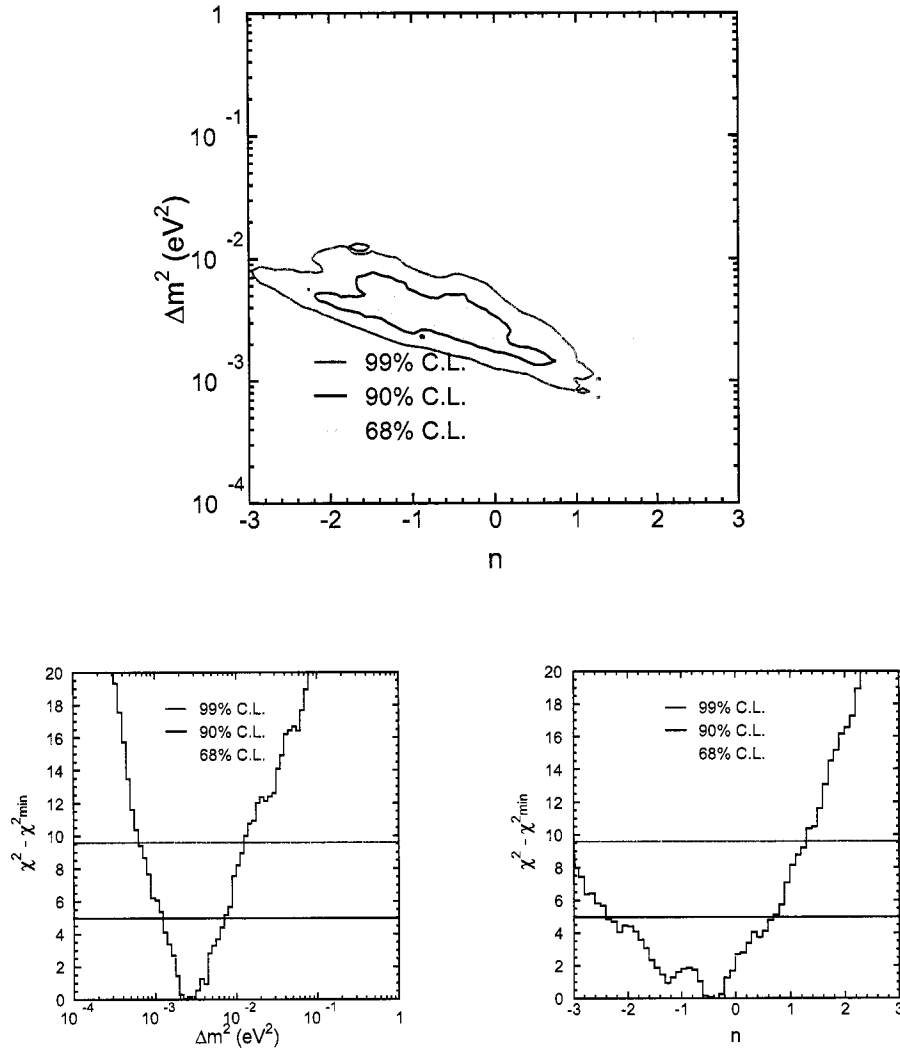 1
10^-1
10^-2
10^-3
10^-4
Δm² (eV²)
99% C.L.
90% C.L.
68% C.L.
-3 -2 -1 0 1 2 3
n
20
18
16
14
12
10
8
6
4
2
0
χ² - χ²min
99% C.L.
90% C.L.
68% C.L.
10^-4 10^-3 10^-2 10^-1 1
Δm² (eV²)
20
18
16
14
12
10
8
6
4
2
0
χ² - χ²min
99% C.L.
90% C.L.
68% C.L.
-3 -2 -1 0 1 2 3
n